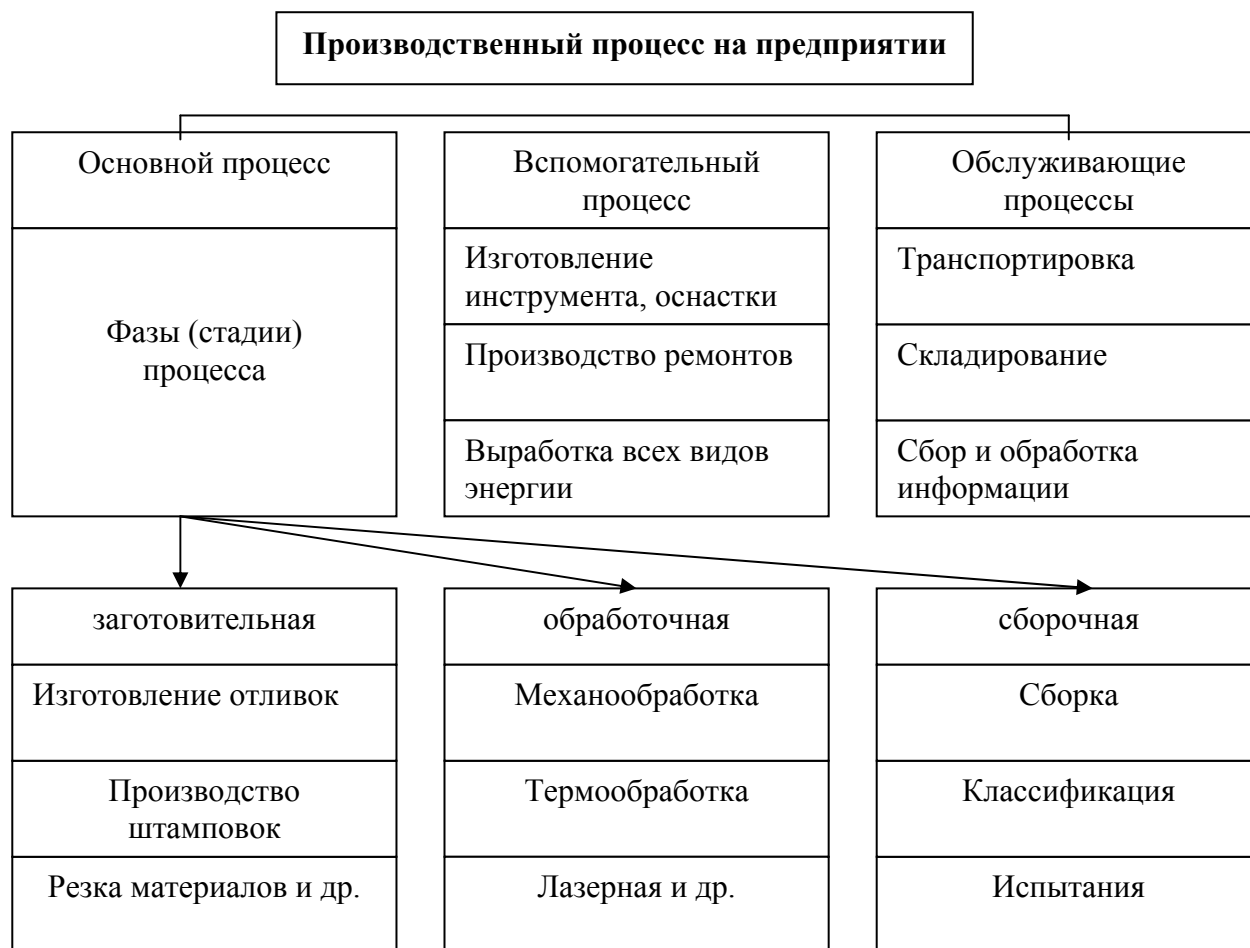 Производственный процесс на предприятии
Основной процесс
Вспомогательный
процесс
Обслуживающие
процессы
Фазы (стадии)
процесса
Изготовление
инструмента, оснастки
Транспортировка
Производство ремонтов
Складирование
Выработка всех видов
энергии
Сбор и обработка
информации
заготовительная
обработочная
сборочная
Изготовление отливок
Механообработка
Сборка
Производство
штамповок
Термообработка
Классификация
Резка материалов и др.
Лазерная и др.
Испытания